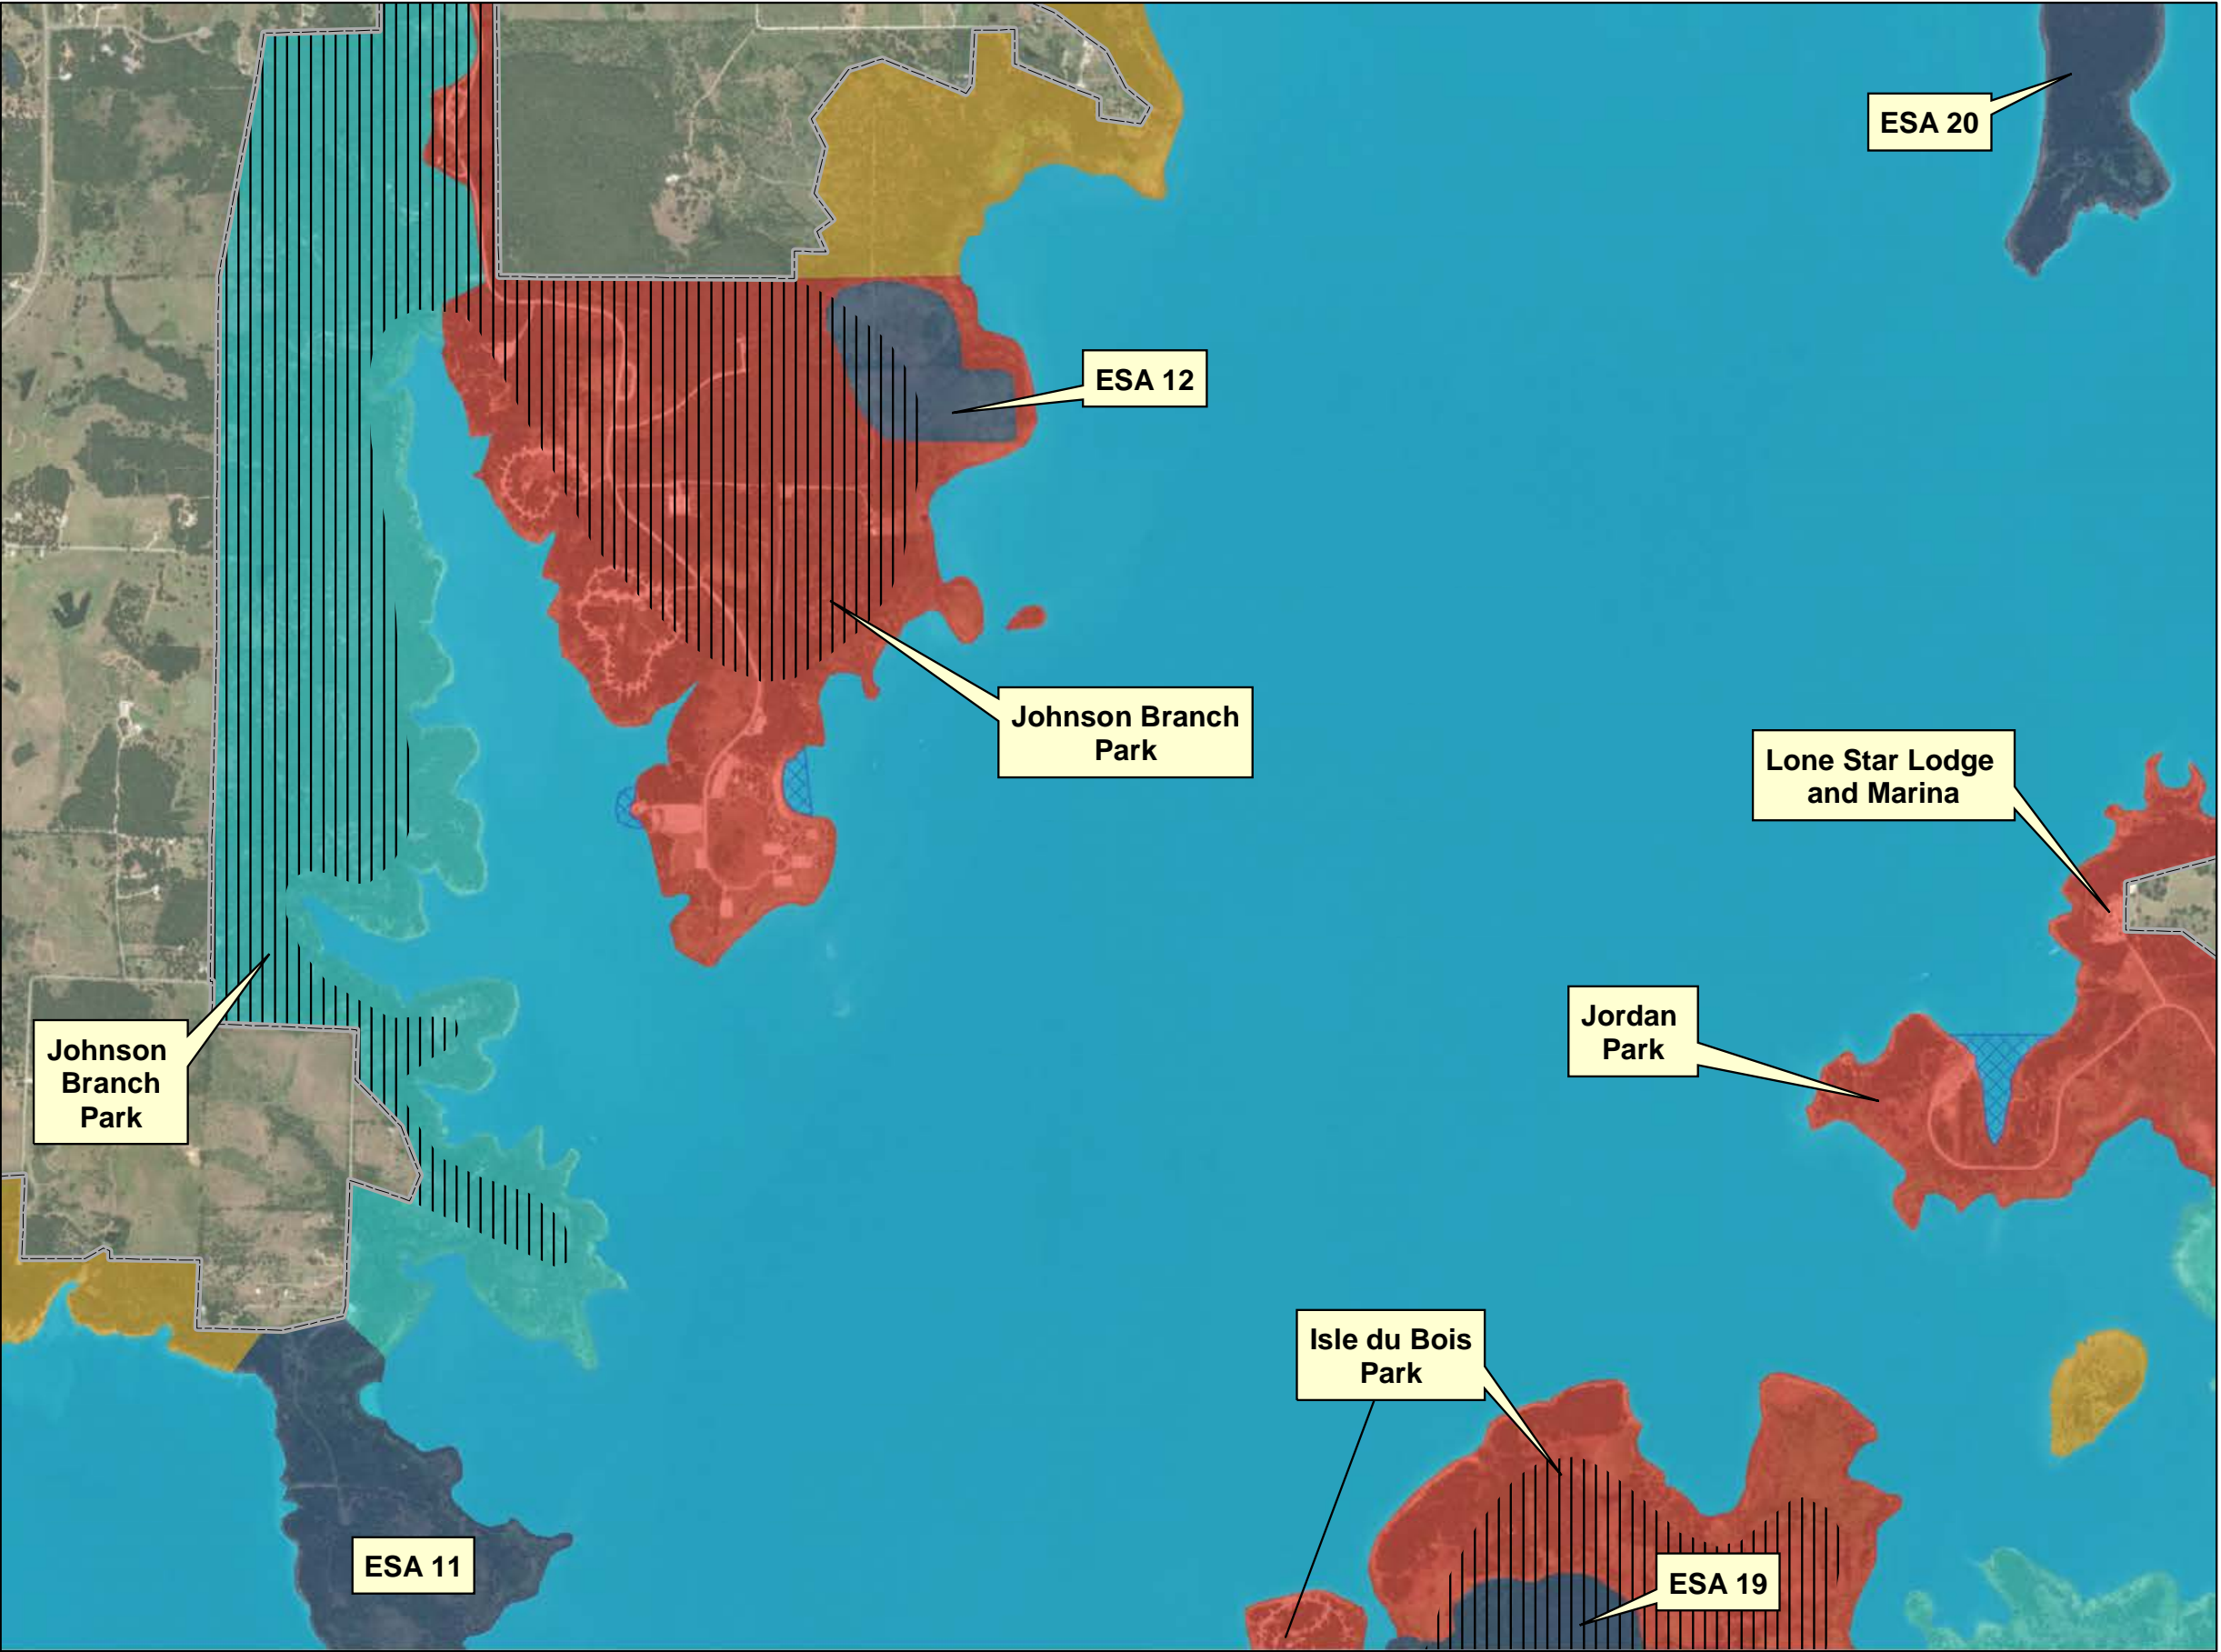 ESA 20
ESA 12
Johnson Branch
Park
Lone Star Lodge
and Marina
Jordan
Park
Johnson
Branch
Park
Isle du Bois
Park
ESA 11
ESA 19